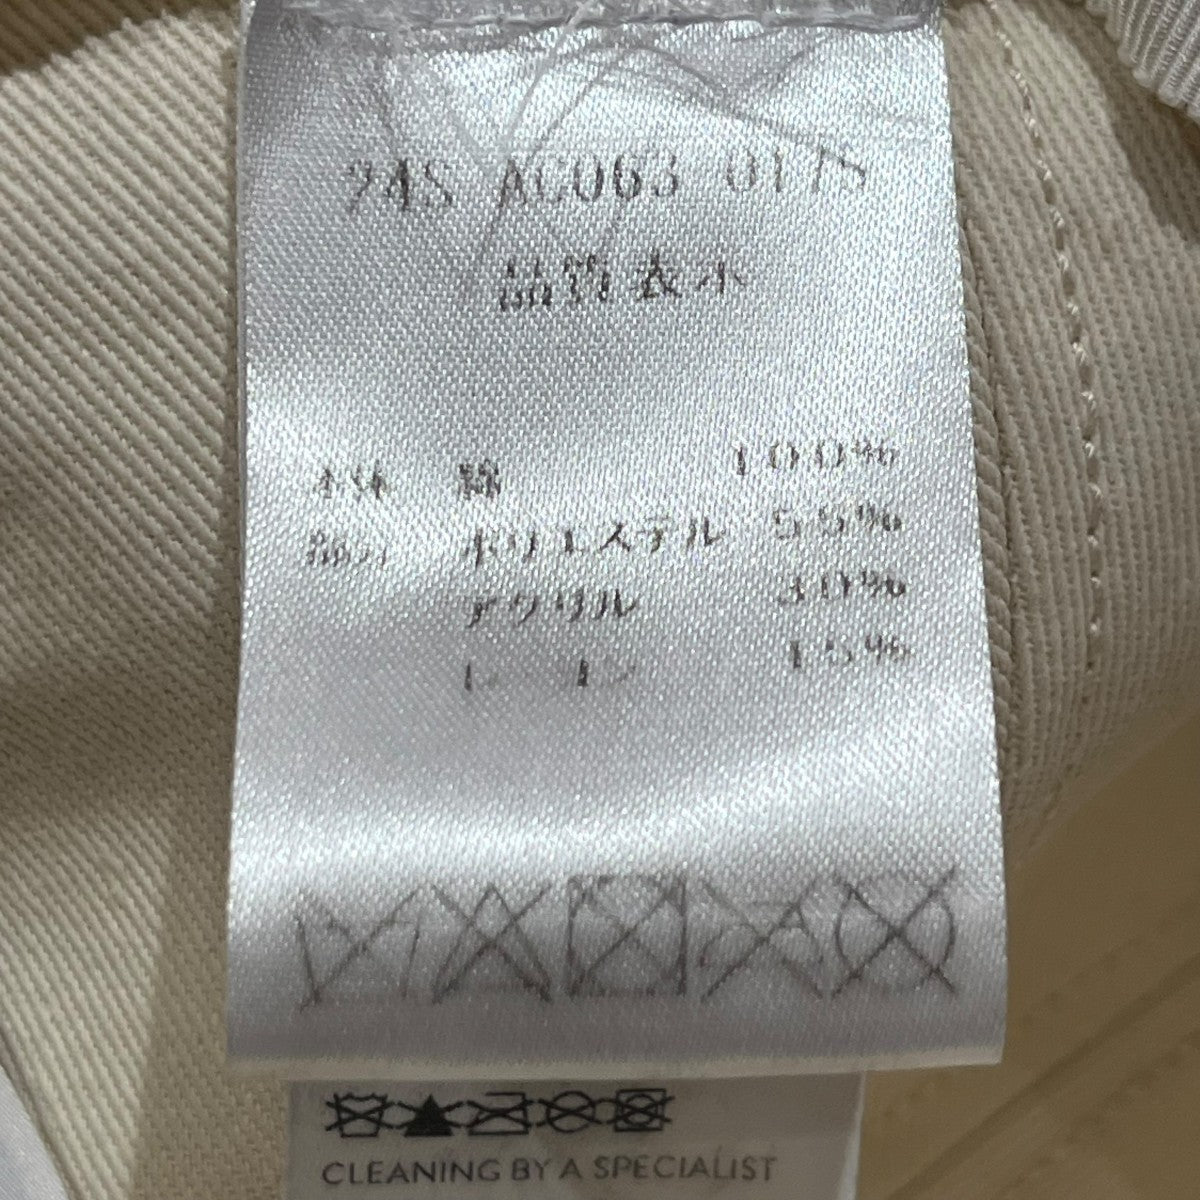 24S AC063 0175
品質表示
本体 綿 100%
部分 ポリエステル 55%
アクリル 30%
レーヨン 15%
CLEANING BY A SPECIALIST